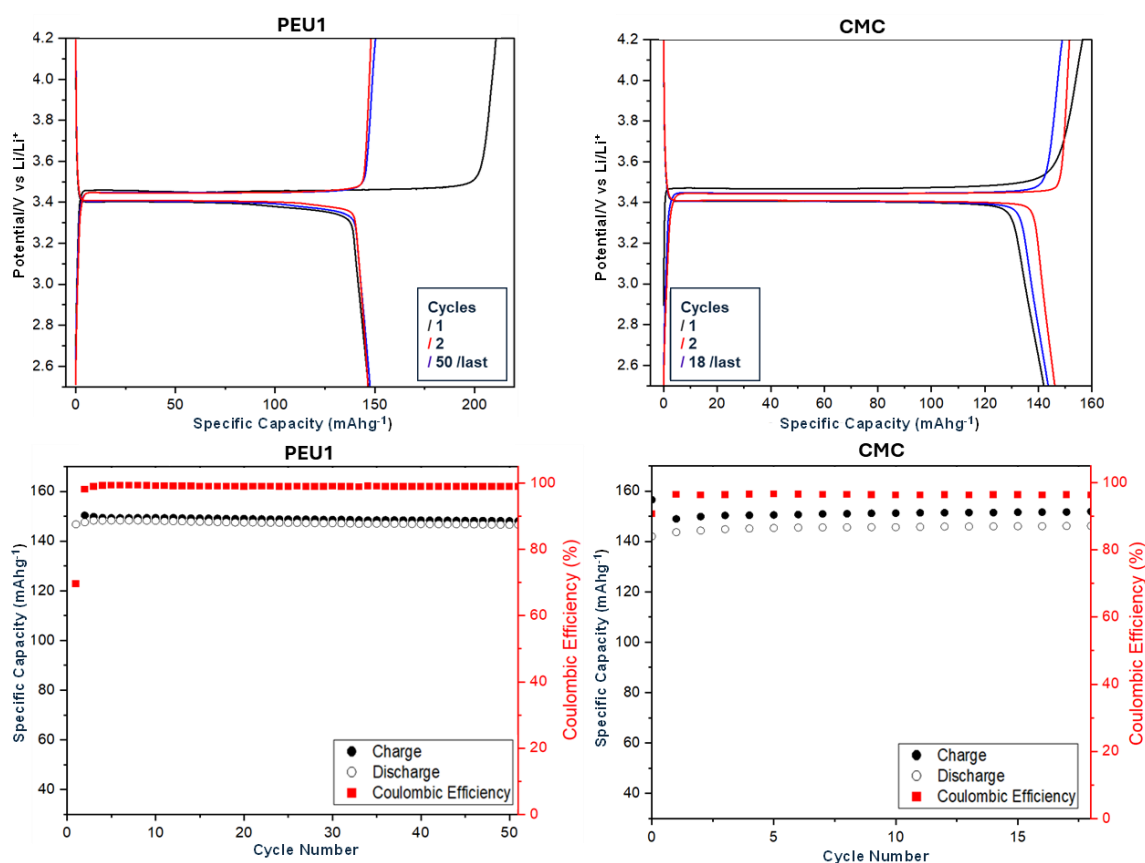 PEU1
4.2
4.0
3.8
3.6
3.4
3.2
3.0
2.8
2.6
Potential/V vs Li/Li⁺
Cycles
/ 1
/ 2
/ 50 /last
0 50 100 150 200
Specific Capacity (mAhg⁻¹)
CMC
4.2
4.0
3.8
3.6
3.4
3.2
3.0
2.8
2.6
Potential/V vs Li/Li⁺
Cycles
/ 1
/ 2
/ 18 /last
0 20 40 60 80 100 120 140 160
Specific Capacity (mAhg⁻¹)
PEU1
160
140
120
100
80
60
40
Specific Capacity (mAhg⁻¹)
100
80
60
40
20
0
Coulombic Efficiency (%)
Charge
Discharge
Coulombic Efficiency
0 10 20 30 40 50
Cycle Number
CMC
160
140
120
100
80
60
40
Specific Capacity (mAhg⁻¹)
100
80
60
40
20
0
Coulombic Efficiency (%)
Charge
Discharge
Coulombic Efficiency
0 5 10 15
Cycle Number